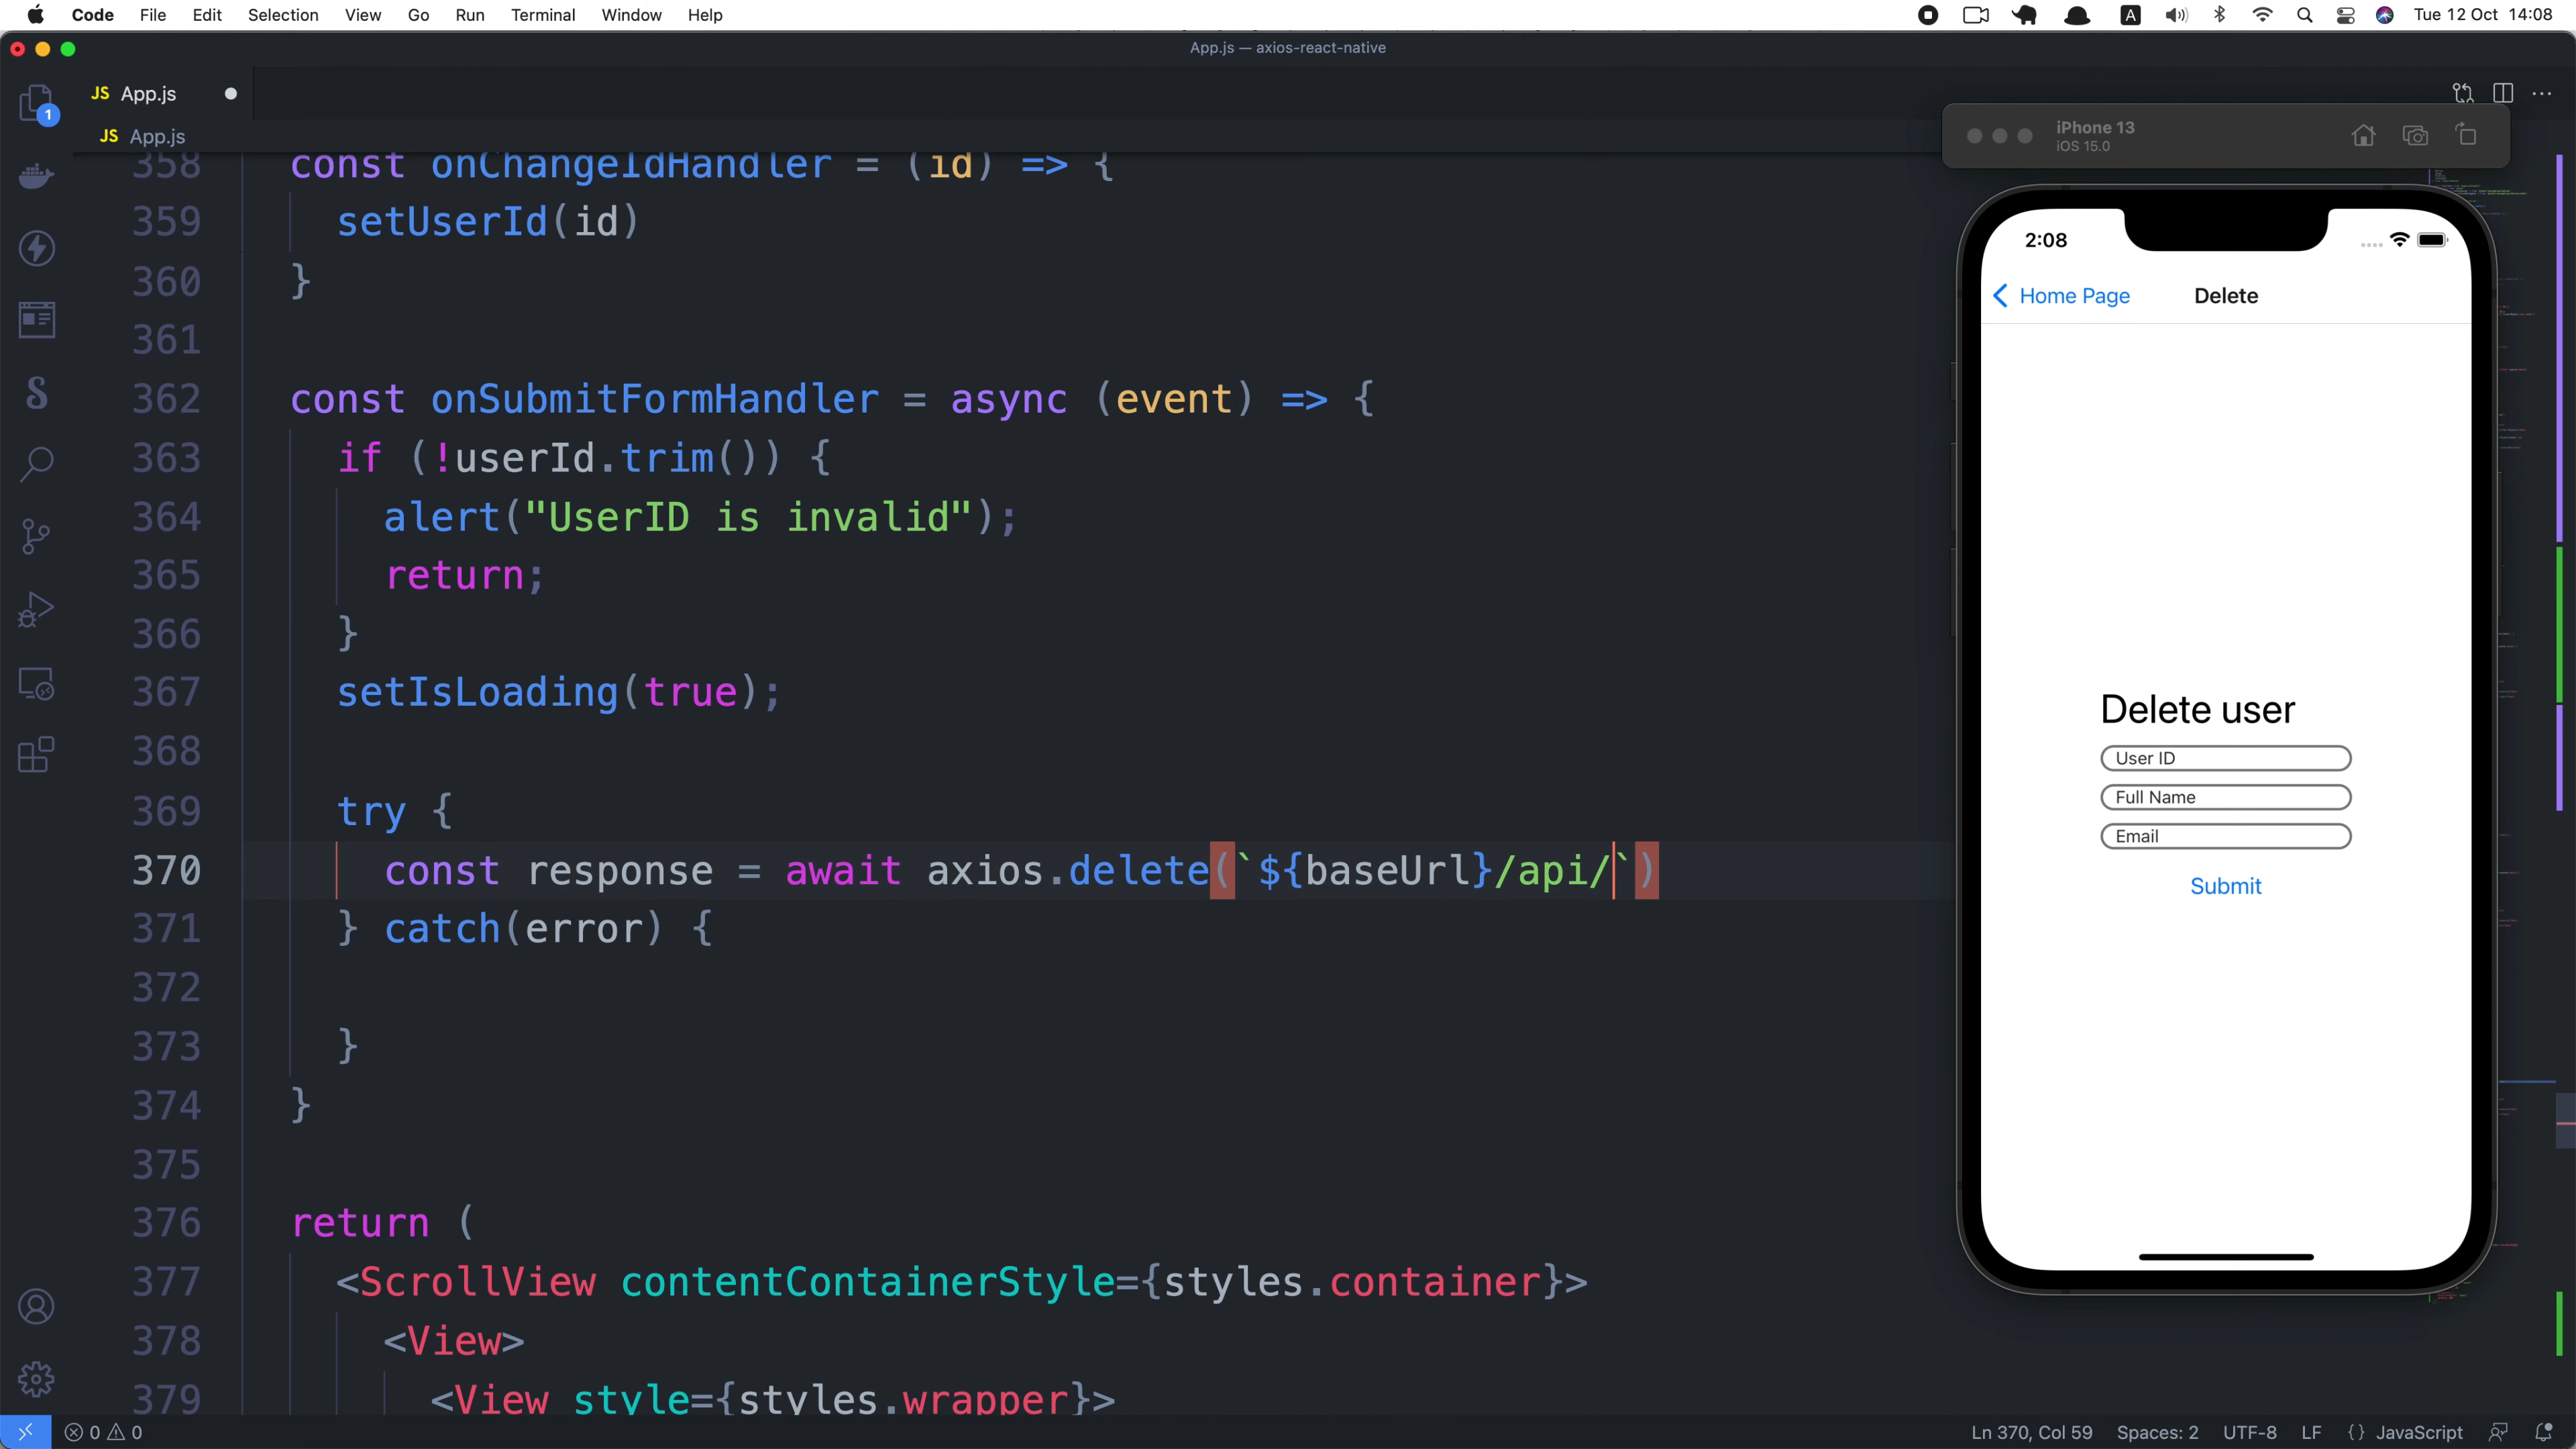 Code File Edit Selection View Go Run Terminal Window Help
A
Tue 12 Oct 14:08
App.js — axios-react-native
JS App.js
1
JS App.js
358 const onChangeIdHandler = (id) => {
359 setUserId(id)
360 }
361
362 const onSubmitFormHandler = async (event) => {
363 if (!userId.trim()) {
364 alert("UserID is invalid");
365 return;
366 }
367 setIsLoading(true);
368
369 try {
370 const response = await axios.delete(`${baseUrl}/api/`)
371 } catch(error) {
372
373 }
374 }
375
376 return (
377 <ScrollView contentContainerStyle={styles.container}>
378 <View>
379 <View style={styles.wrapper}>
iPhone 13
iOS 15.0
2:08
Home Page Delete
Delete user
User ID
Full Name
Email
Submit
0 0
Ln 370, Col 59 Spaces: 2 UTF-8 LF {} JavaScript